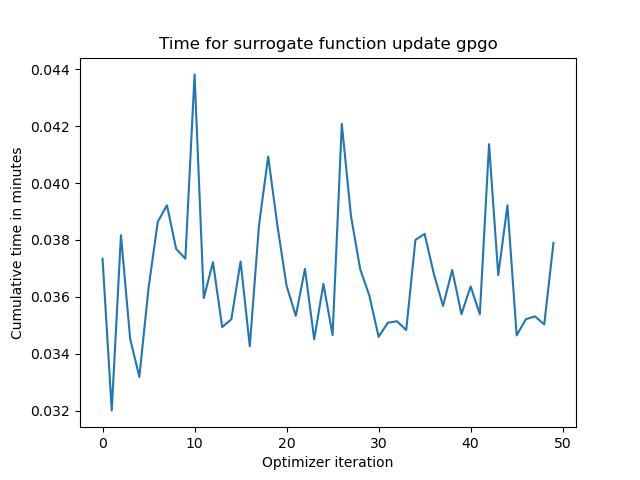 Time for surrogate function update gpgo
Cumulative time in minutes
0.044
0.042
0.040
0.038
0.036
0.034
0.032
0 10 20 30 40 50
Optimizer iteration